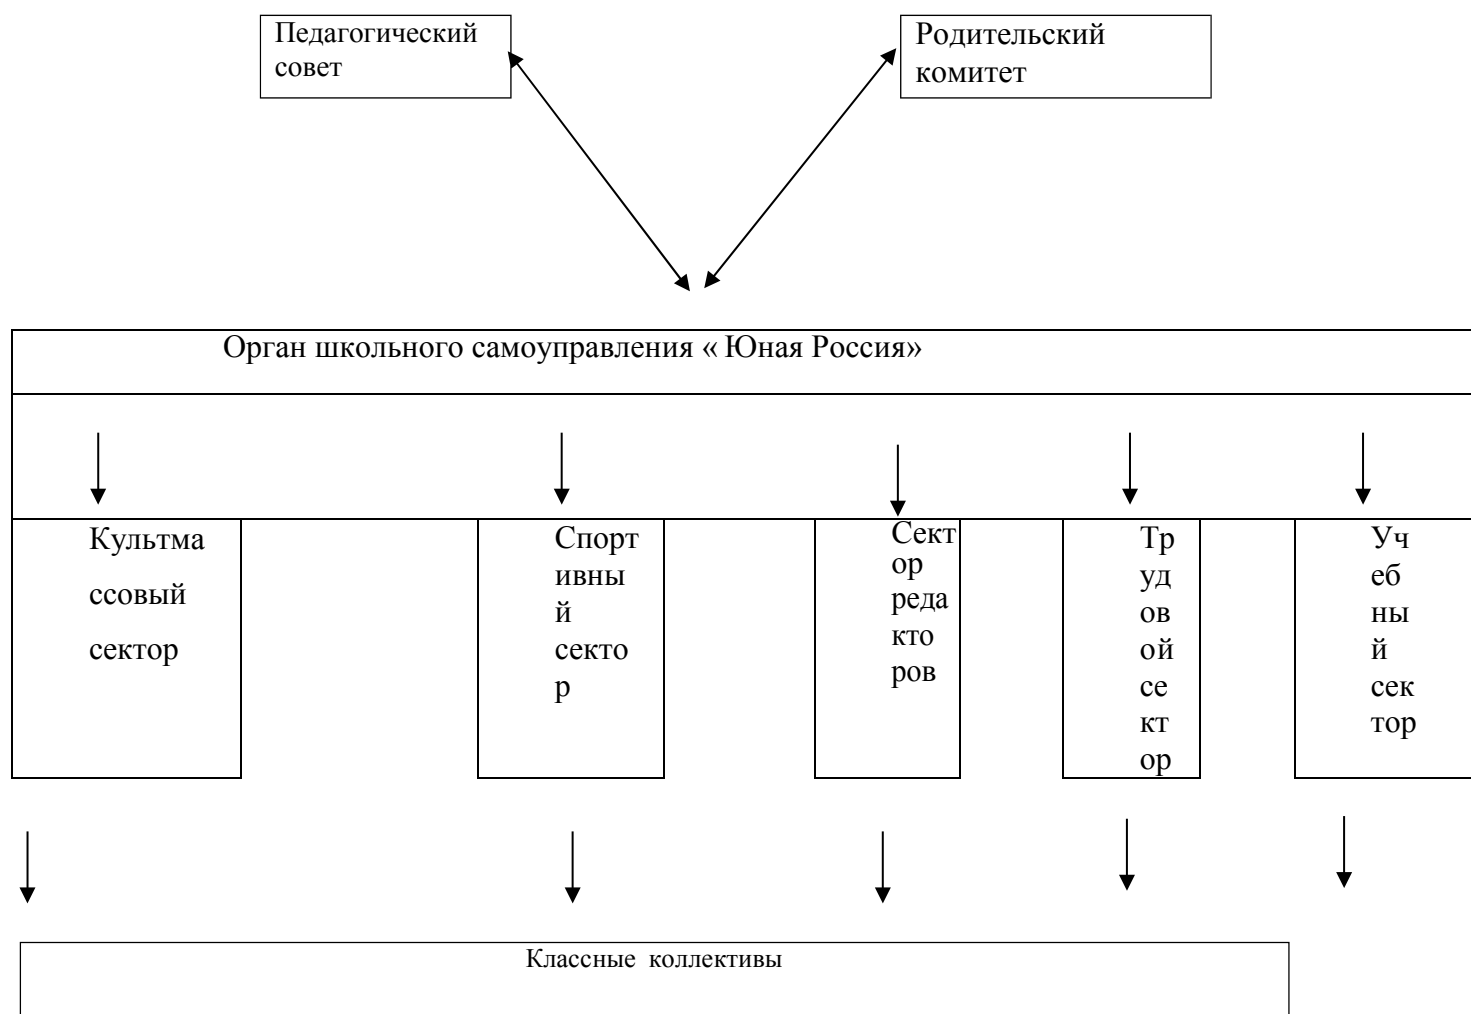 Педагогический
совет
Родительский
комитет
Орган школьного самоуправления « Юная Россия»
Культма
ссовый
сектор
Спорт
ивны
й
секто
р
Сект
ор
реда
кто
ров
Тр
уд
ов
ой
се
кт
ор
Уч
еб
ны
й
сек
тор
Классные коллективы